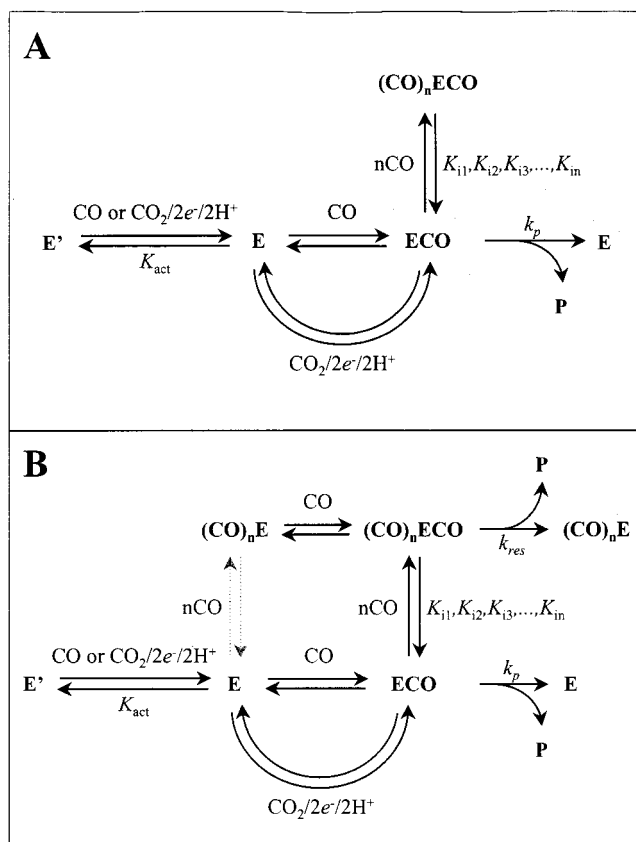 A
(CO)nECO
nCO Ki1,Ki2,Ki3,...,Kin
CO or CO2/2e-/2H+ CO kp
E' Kact E ECO E
P
CO2/2e-/2H+
B
P
CO
(CO)nE (CO)nECO kres (CO)nE
nCO nCO Ki1,Ki2,Ki3,...,Kin
CO or CO2/2e-/2H+ CO kp
E' Kact E ECO E
P
CO2/2e-/2H+